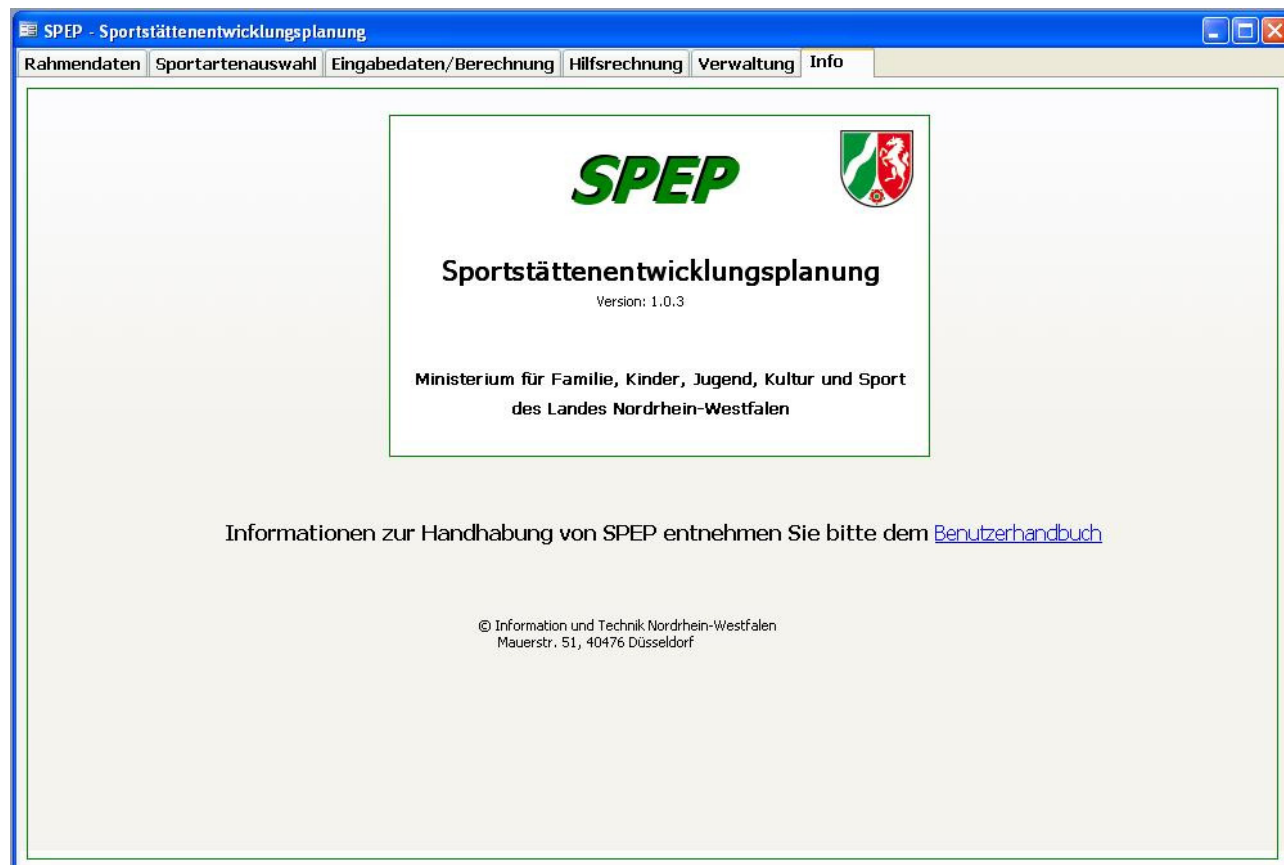 SPEP - Sportstättenentwicklungsplanung
Rahmendaten Sportartenauswahl Eingabedaten/Berechnung Hilfsrechnung Verwaltung Info
SPEP
Sportstättenentwicklungsplanung
Version: 1.0.3
Ministerium für Familie, Kinder, Jugend, Kultur und Sport
des Landes Nordrhein-Westfalen
Informationen zur Handhabung von SPEP entnehmen Sie bitte dem Benutzerhandbuch
© Information und Technik Nordrhein-Westfalen
Mauerstr. 51, 40476 Düsseldorf